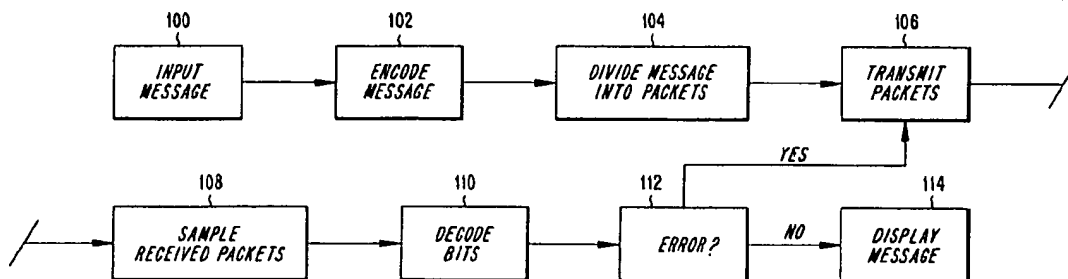 100
INPUT
MESSAGE
102
ENCODE
MESSAGE
104
DIVIDE MESSAGE
INTO PACKETS
106
TRANSMIT
PACKETS
YES
108
SAMPLE
RECEIVED PACKETS
110
DECODE
BITS
112
ERROR?
NO
114
DISPLAY
MESSAGE